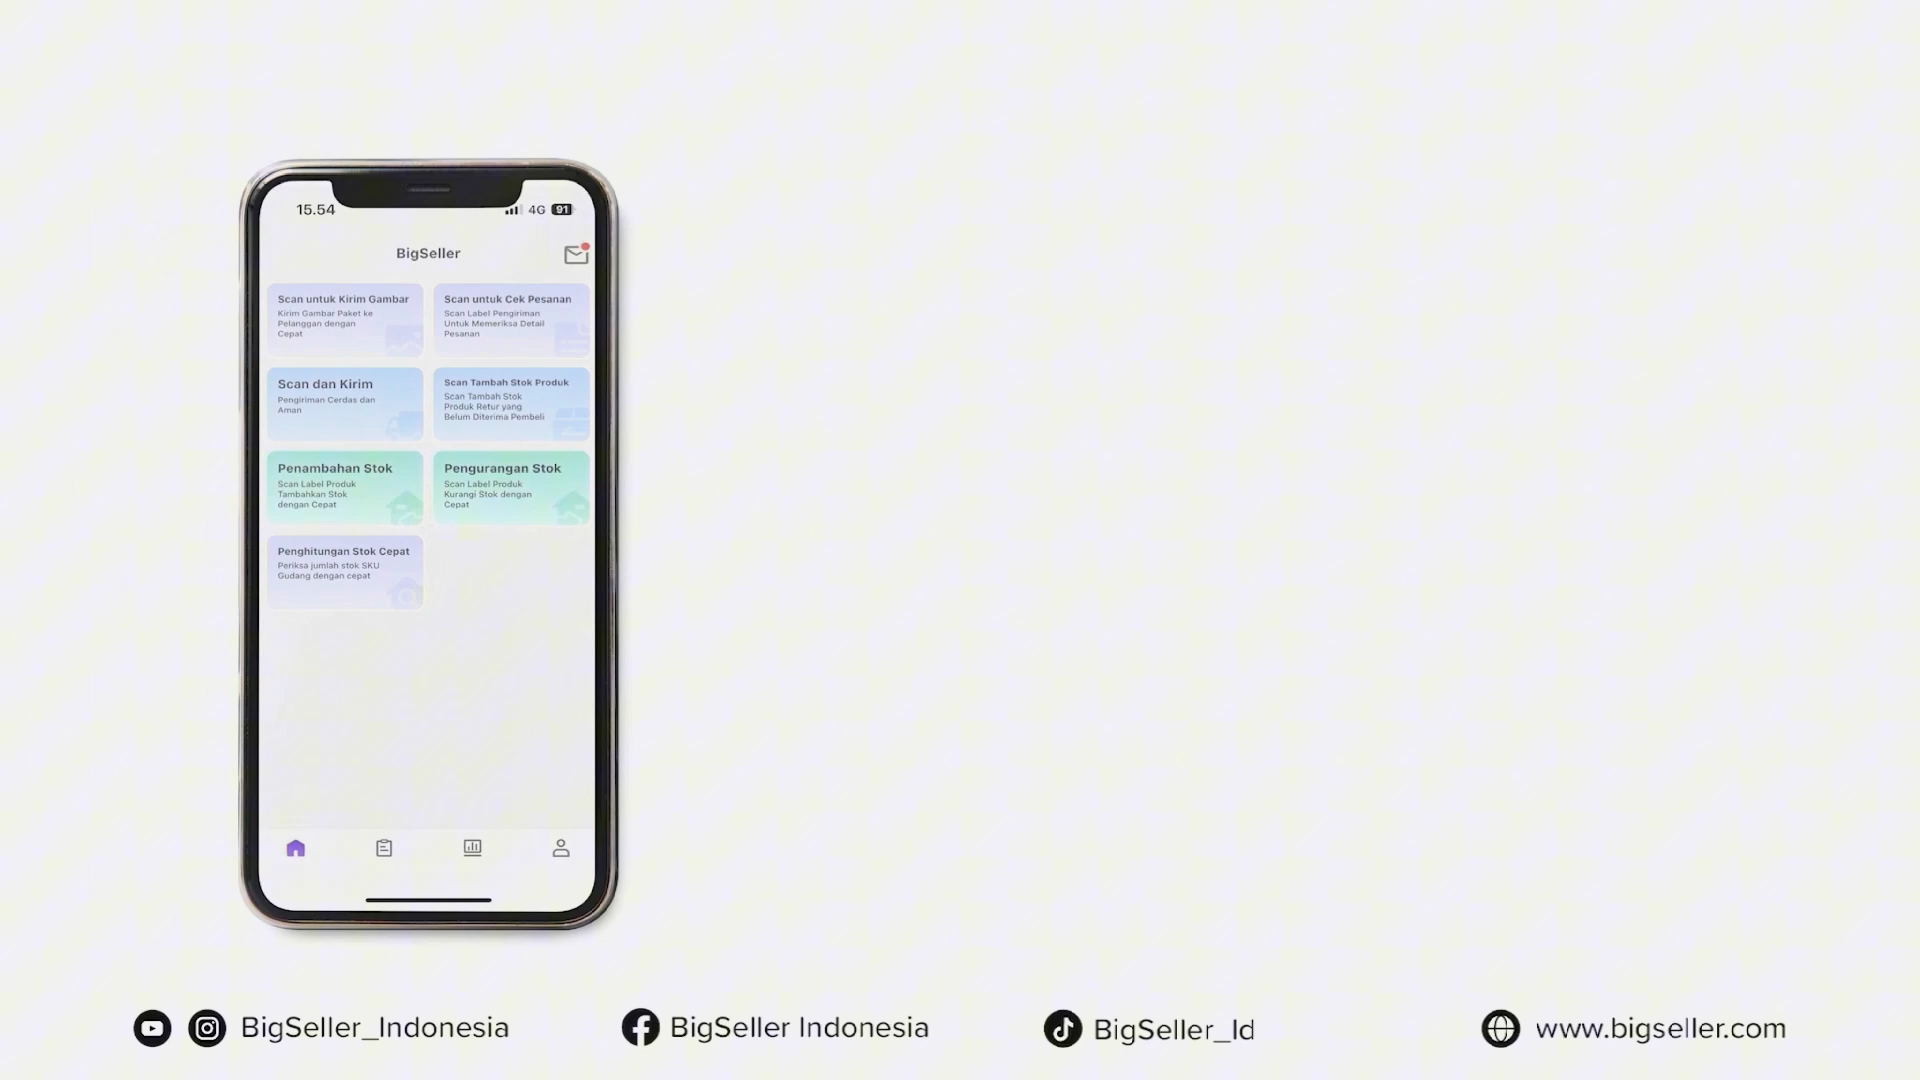 15.54
4G 91
BigSeller
Scan untuk Kirim Gambar
Kirim Gambar Paket ke
Pelanggan dengan
Cepat
Scan untuk Cek Pesanan
Scan Label Pengiriman
Untuk Memeriksa Detail
Pesanan
Scan dan Kirim
Pengiriman Cerdas dan
Aman
Scan Tambah Stok Produk
Scan Tambah Stok
Produk Retur yang
Belum Diterima Pembeli
Penambahan Stok
Scan Label Produk
Tambahkan Stok
dengan Cepat
Pengurangan Stok
Scan Label Produk
Kurangi Stok dengan
Cepat
Penghitungan Stok Cepat
Periksa jumlah stok SKU
Gudang dengan cepat
BigSeller_Indonesia
BigSeller Indonesia
BigSeller_Id
www.bigseller.com